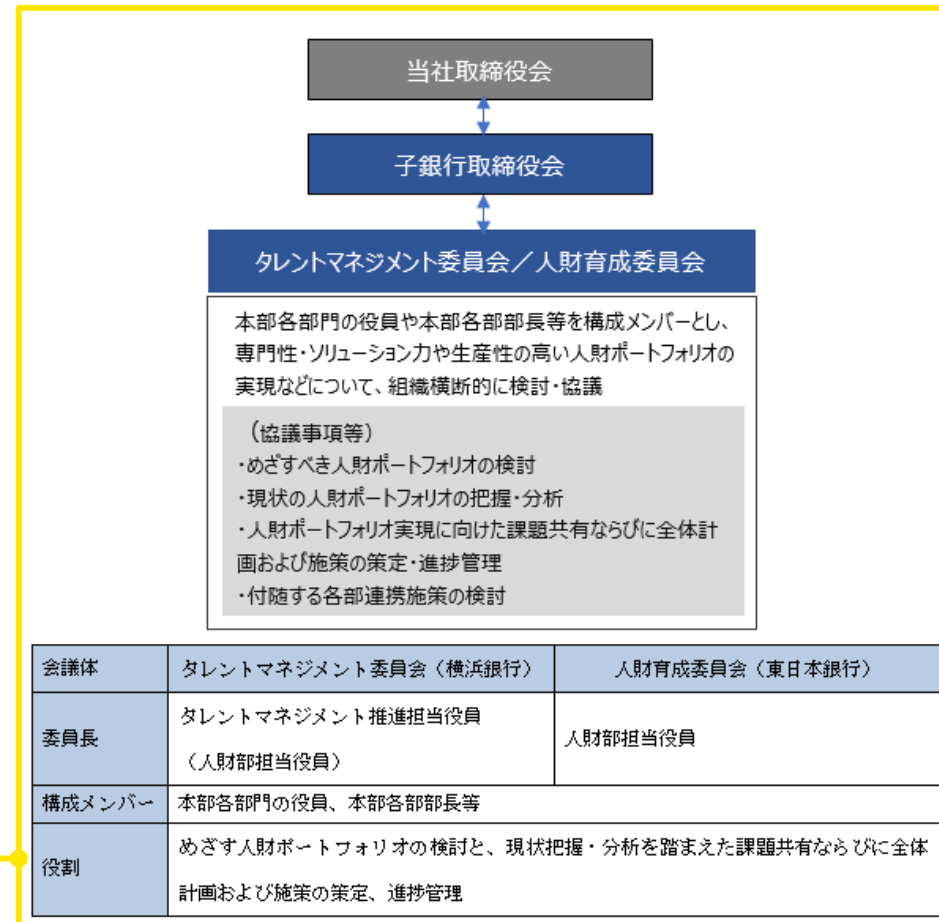 当社取締役会
子銀行取締役会
タレントマネジメント委員会／人財育成委員会
本部各部門の役員や本部各部部長等を構成メンバーとし、
専門性・ソリューション力や生産性の高い人財ポートフォリオの
実現などについて、組織横断的に検討・協議
（協議事項等）
・めざすべき人財ポートフォリオの検討
・現状の人財ポートフォリオの把握・分析
・人財ポートフォリオ実現に向けた課題共有ならびに全体計
画および施策の策定・進捗管理
・付随する各部連携施策の検討
会議体 タレントマネジメント委員会（横浜銀行） 人財育成委員会（東日本銀行）
委員長 タレントマネジメント推進担当役員
（人財部担当役員） 人財部担当役員
構成メンバー 本部各部門の役員、本部各部部長等
役割 めざす人財ポートフォリオの検討と、現状把握・分析を踏まえた課題共有ならびに全体
計画および施策の策定、進捗管理